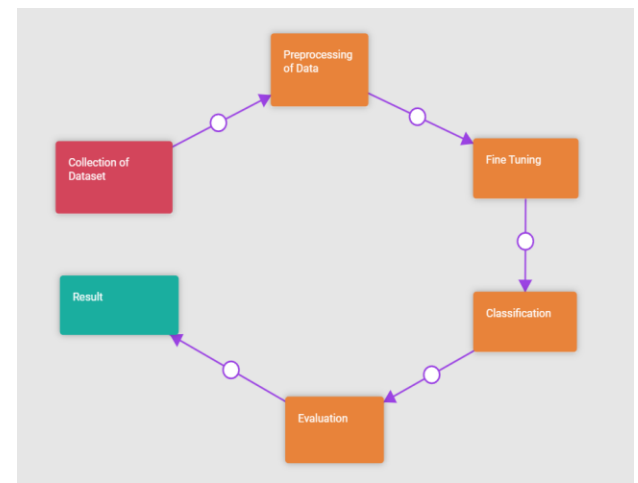 Preprocessing
of Data
Collection of
Dataset
Fine Tuning
Classification
Evaluation
Result